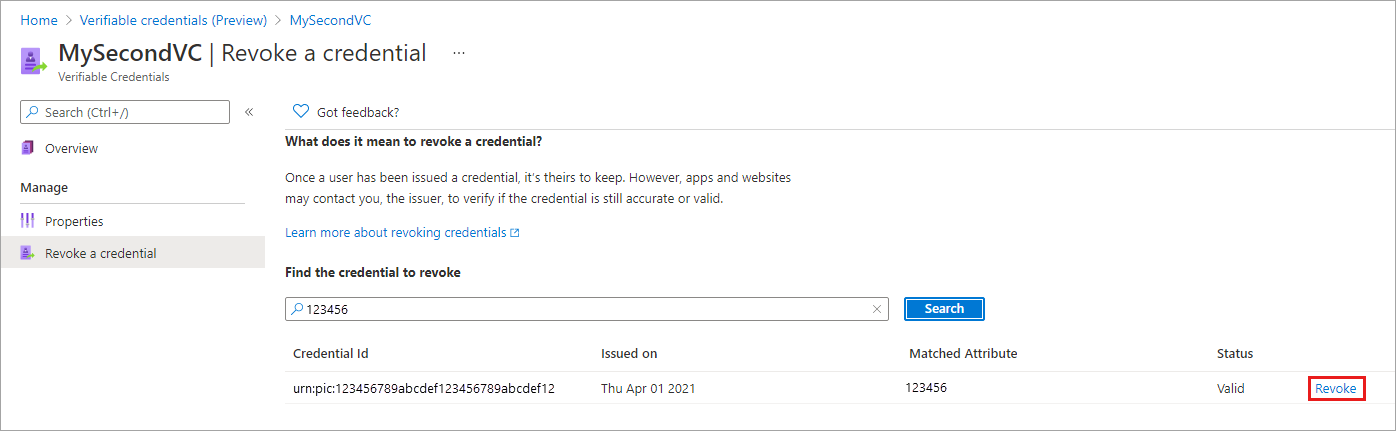 Home > Verifiable credentials (Preview) > MySecondVC
MySecondVC | Revoke a credential ...
Verifiable Credentials
Search (Ctrl+/) «
Overview
Manage
Properties
Revoke a credential
Got feedback?
What does it mean to revoke a credential?
Once a user has been issued a credential, it's theirs to keep. However, apps and websites
may contact you, the issuer, to verify if the credential is still accurate or valid.
Learn more about revoking credentials
Find the credential to revoke
123456 Search
Credential Id Issued on Matched Attribute Status
urn:pic:123456789abcdef123456789abcdef12 Thu Apr 01 2021 123456 Valid Revoke